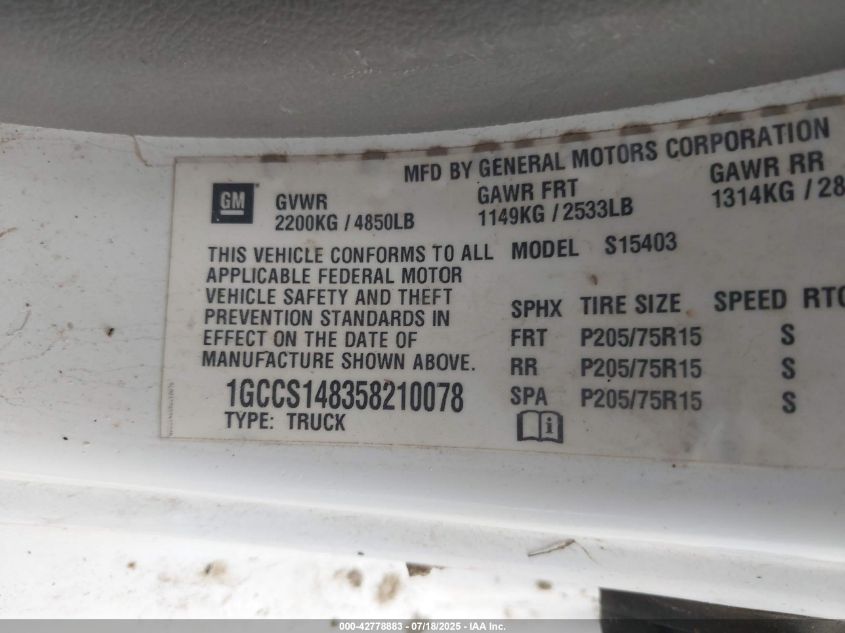 MFD BY GENERAL MOTORS CORPORATION
GM GVWR GAWR FRT GAWR RR
2200KG / 4850LB 1149KG / 2533LB 1314KG / 28
THIS VEHICLE CONFORMS TO ALL
APPLICABLE FEDERAL MOTOR
VEHICLE SAFETY AND THEFT
PREVENTION STANDARDS IN
EFFECT ON THE DATE OF
MANUFACTURE SHOWN ABOVE.
1GCCS148358210078
TYPE: TRUCK
MODEL S15403
SPHX TIRE SIZE SPEED RTG
FRT P205/75R15 S
RR P205/75R15 S
SPA P205/75R15 S
000-42778883 07/18/2025 - IAA Inc.